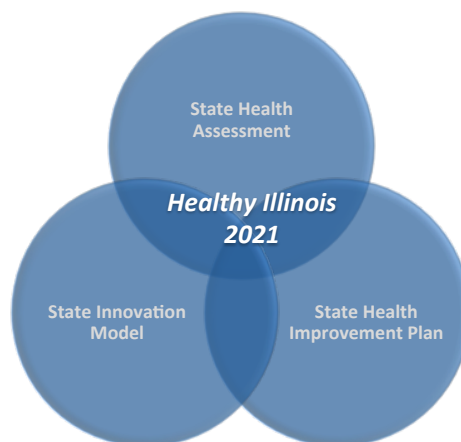 State Health
Assessment
Healthy Illinois
2021
State Innovation
Model
State Health
Improvement Plan